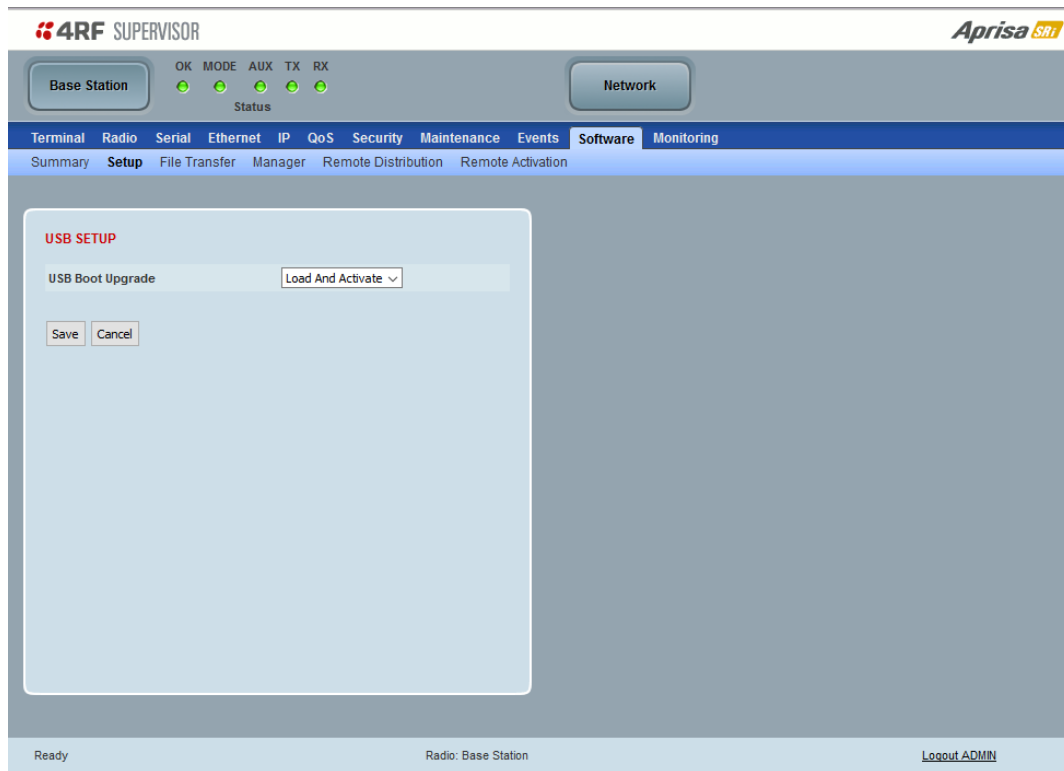 4RF SUPERVISOR
Aprisa SRi
Base Station
OK MODE AUX TX RX
Status
Network
Terminal Radio Serial Ethernet IP QoS Security Maintenance Events Software Monitoring
Summary Setup File Transfer Manager Remote Distribution Remote Activation
USB SETUP
USB Boot Upgrade Load And Activate
Save Cancel
Ready Radio: Base Station Logout ADMIN